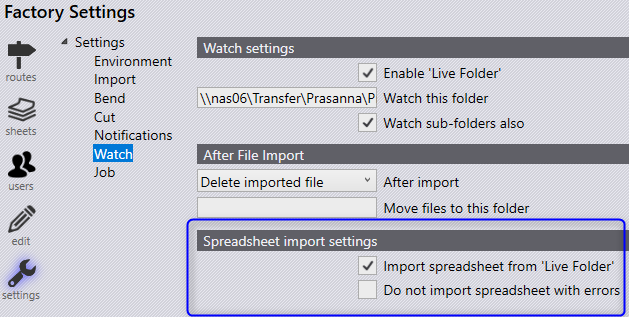 Factory Settings
routes
sheets
users
edit
settings
Settings
Environment
Import
Bend
Cut
Notifications
Watch
Job
Watch settings
Enable 'Live Folder'
\\nas06\Transfer\Prasanna\P Watch this folder
Watch sub-folders also
After File Import
Delete imported file After import
Move files to this folder
Spreadsheet import settings
Import spreadsheet from 'Live Folder'
Do not import spreadsheet with errors